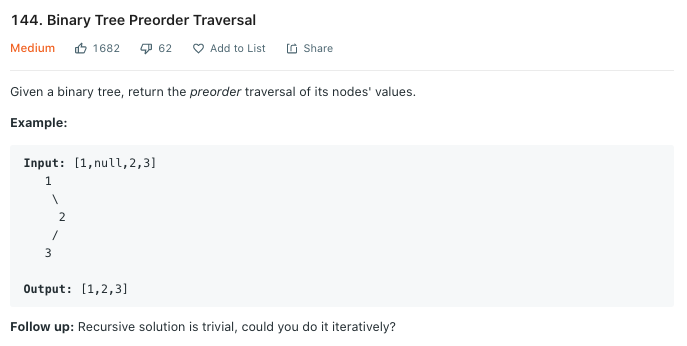 144. Binary Tree Preorder Traversal
Medium 1682 62 Add to List Share
Given a binary tree, return the preorder traversal of its nodes' values.
Example:
Input: [1,null,2,3]
1
\
2
/
3
Output: [1,2,3]
Follow up: Recursive solution is trivial, could you do it iteratively?